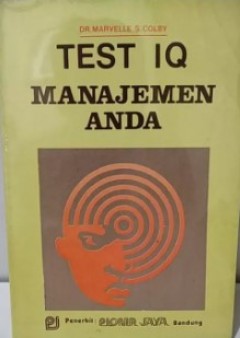 DR. MARVELLE. S. COLBY
TEST IQ
MANAJEMEN
ANDA
Penerbit: PIONIR JAYA Bandung